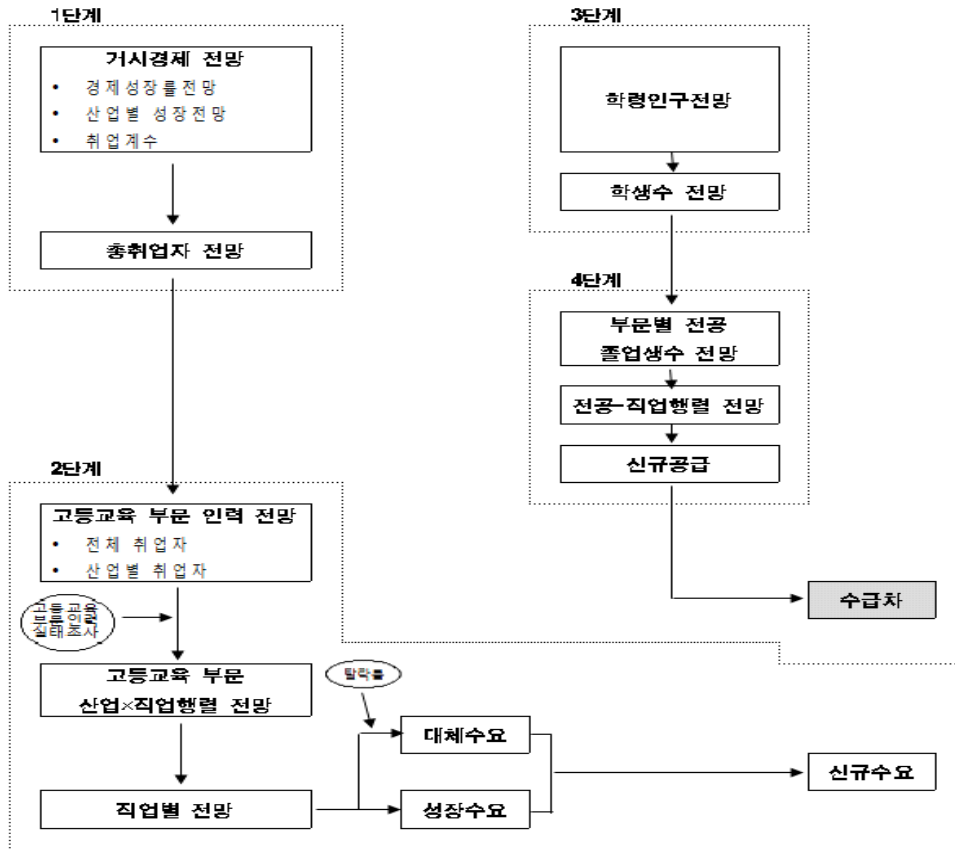 1단계
거시경제 전망
• 경제성장률전망
• 산업별 성장전망
• 취업계수
총취업자 전망
2단계
고등교육 부문 인력 전망
• 전체 취업자
• 산업별 취업자
고등교육
부문인력
실태조사
고등교육 부문
산업×직업행렬 전망
직업별 전망
탈락률
대체수요
성장수요
신규수요
3단계
학령인구전망
학생수 전망
4단계
부문별 전공
졸업생수 전망
전공-직업행렬 전망
신규공급
수급차